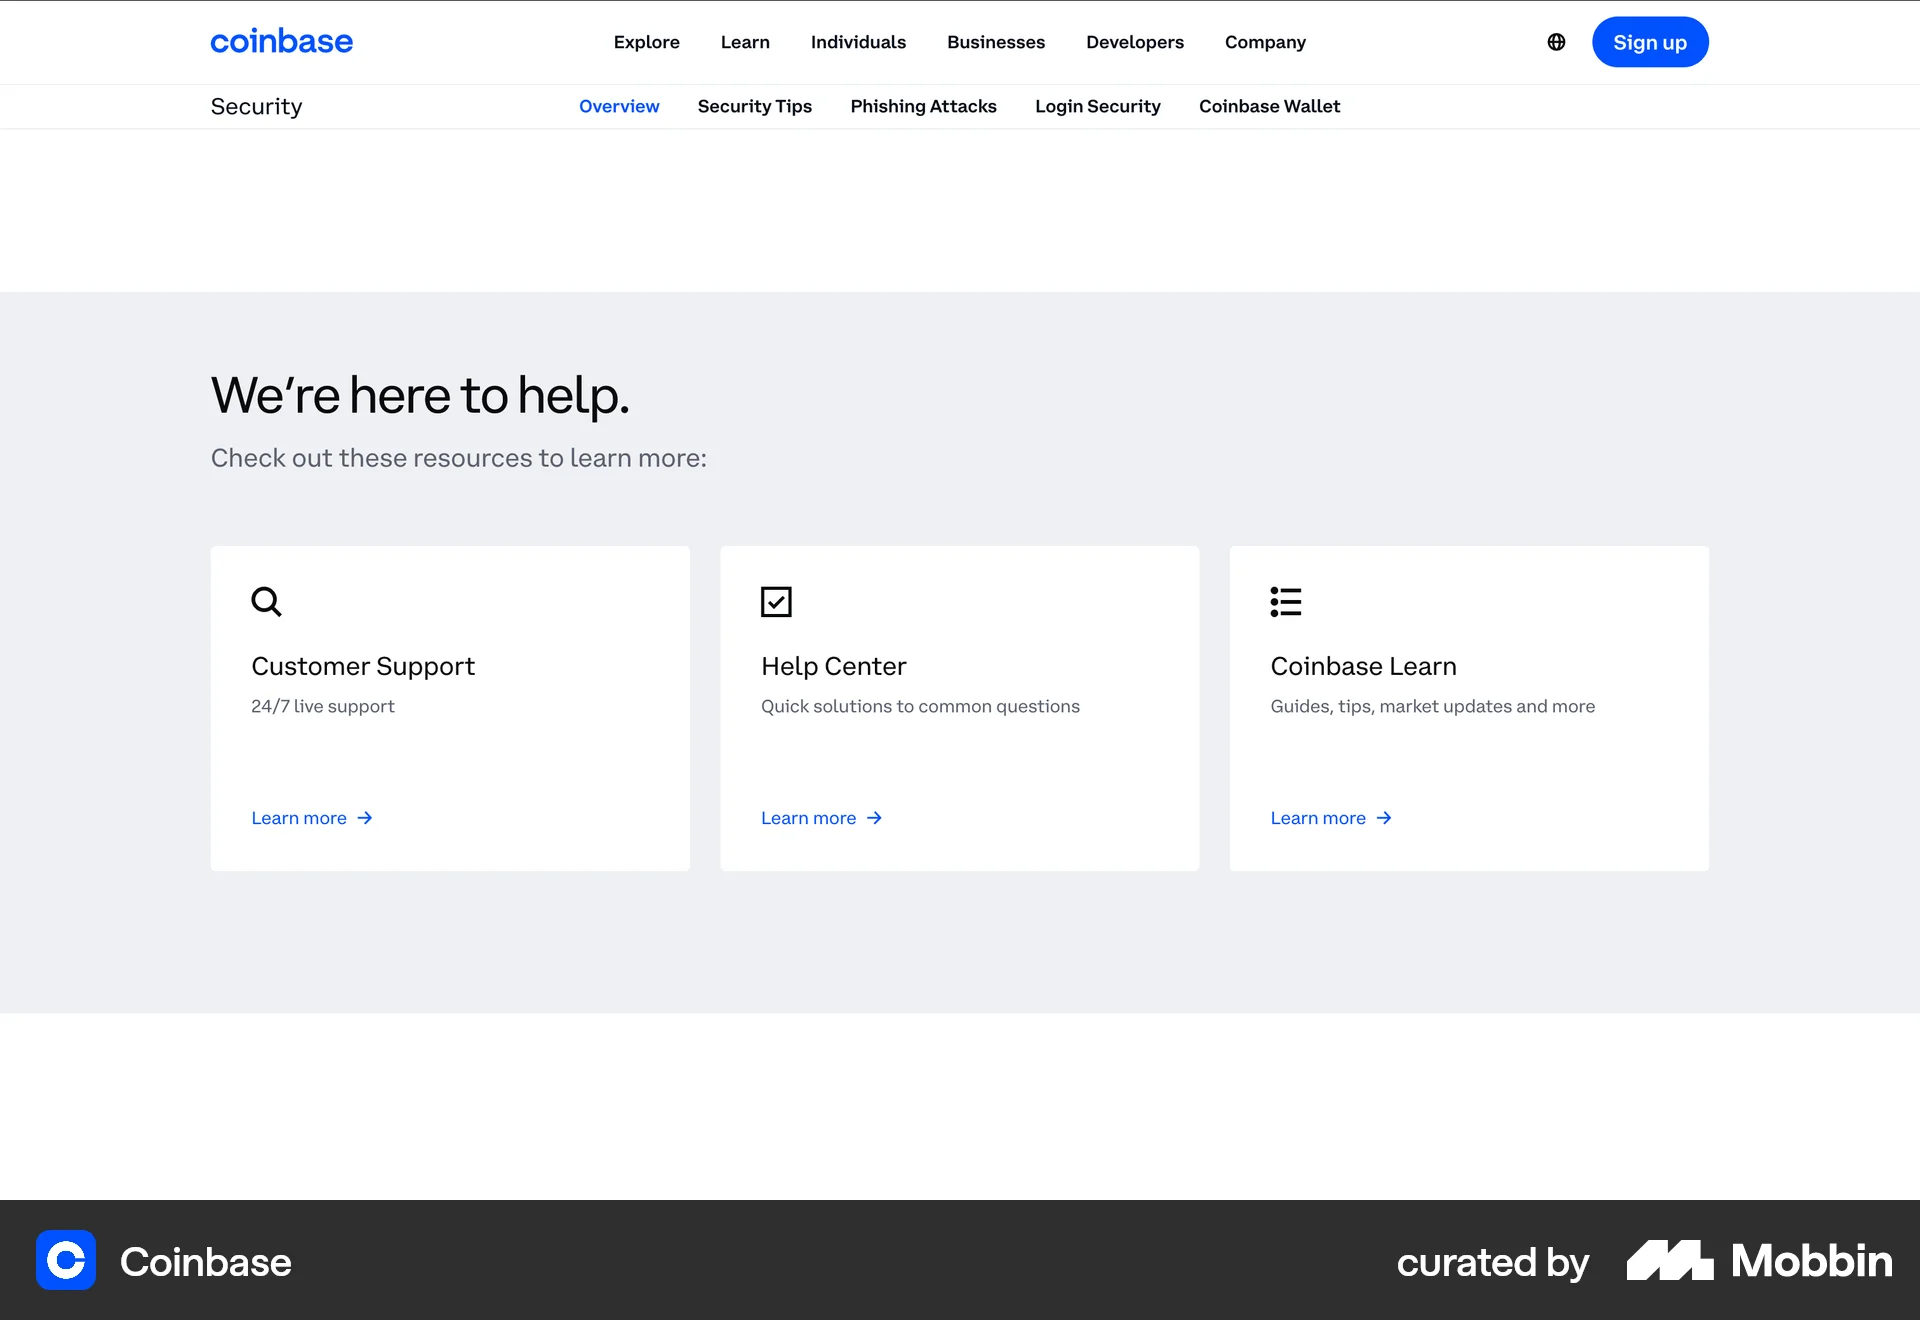 coinbase
Explore Learn Individuals Businesses Developers Company
Sign up
Security
Overview Security Tips Phishing Attacks Login Security Coinbase Wallet
We’re here to help.
Check out these resources to learn more:
Customer Support
24/7 live support
Learn more
Help Center
Quick solutions to common questions
Learn more
Coinbase Learn
Guides, tips, market updates and more
Learn more
Coinbase
curated by Mobbin